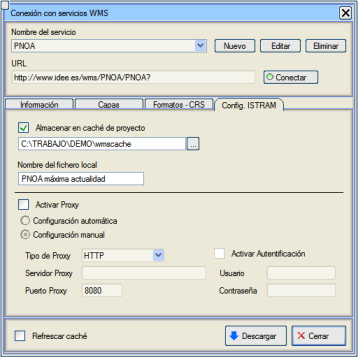 Conexión con servicios WMS
Nombre del servicio
PNOA
Nuevo
Editar
Eliminar
URL
http://www.idee.es/wms/PNOA/PNOA?
Conectar
Información
Capas
Formatos - CRS
Config. ISTRAM
Almacenar en caché de proyecto
C:\TRABAJO\DEMO\wmscache
...
Nombre del fichero local
PNOA máxima actualidad
Activar Proxy
Configuración automática
Configuración manual
Tipo de Proxy
HTTP
Activar Autentificación
Servidor Proxy
Usuario
Puerto Proxy
8080
Contraseña
Refrescar caché
Descargar
Cerrar